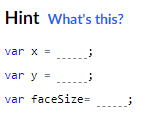 Hint What's this?
var x = _____;
var y = _____;
var faceSize= _____;